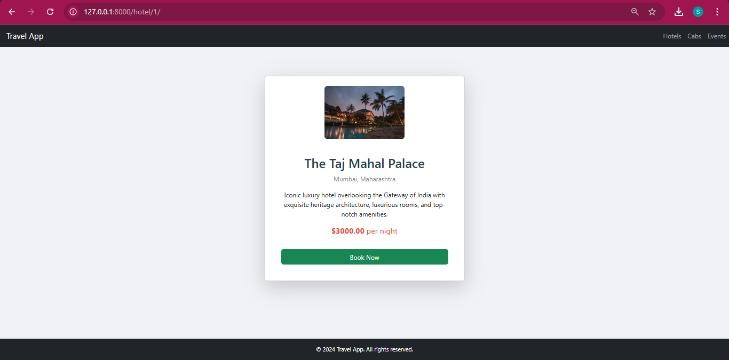 127.0.0.1:8000/hotel/1/
S
Travel App
Hotels Cabs Events
The Taj Mahal Palace
Mumbai, Maharashtra
Iconic luxury hotel overlooking the Gateway of India with
exquisite heritage architecture, luxurious rooms, and top-
notch amenities.
$3000.00 per night
Book Now
© 2024 Travel App. All rights reserved.